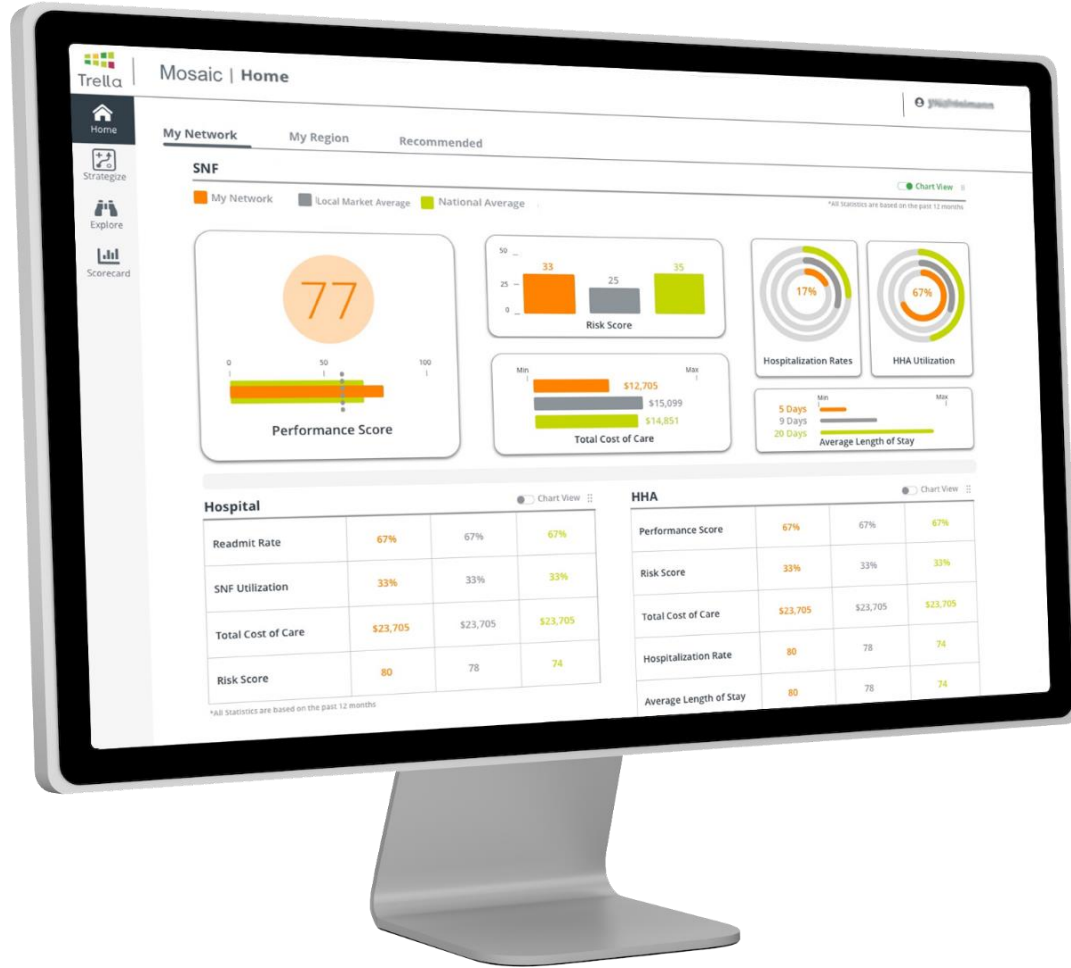 Trella
Mosaic | Home
Home
Strategize
Explore
Scorecard
My Network My Region Recommended
SNF
Chart View
My Network Local Market Average National Average
*All Statistics are based on the past 12 months
77
0 50 100
Performance Score
50
25
0
33 25 35
Risk Score
Min Max
$12,705
$15,099
$14,851
Total Cost of Care
17%
Hospitalization Rates
67%
HHA Utilization
Min Max
5 Days
9 Days
20 Days
Average Length of Stay
Hospital
Chart View
Readmit Rate 67% 67% 67%
SNF Utilization 33% 33% 33%
Total Cost of Care $23,705 $23,705 $23,705
Risk Score 80 78 74
*All Statistics are based on the past 12 months
HHA
Chart View
Performance Score 67% 67% 67%
Risk Score 33% 33% 33%
Total Cost of Care $23,705 $23,705 $23,705
Hospitalization Rate 80 78 74
Average Length of Stay 80 78 74